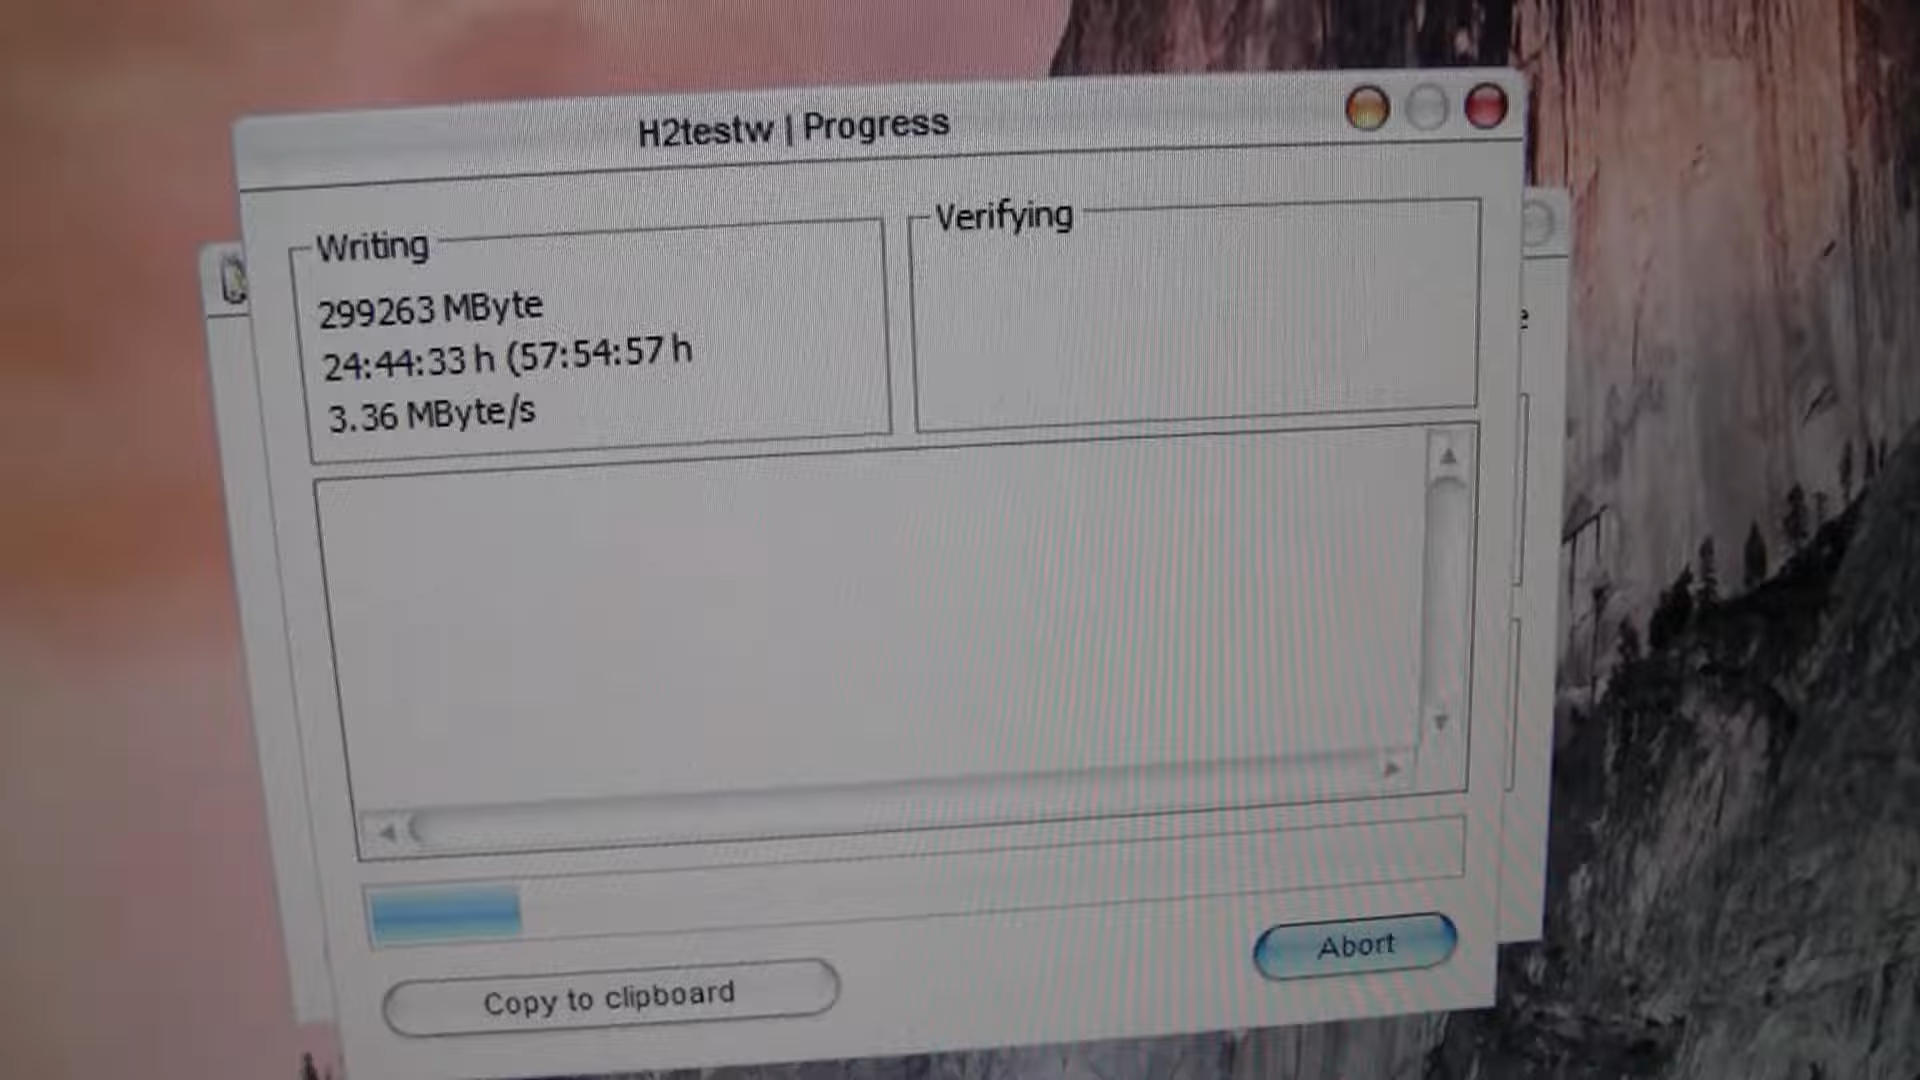 H2testw | Progress
Writing
299263 MByte
24:44:33 h (57:54:57 h
3.36 MByte/s
Verifying
Abort
Copy to clipboard